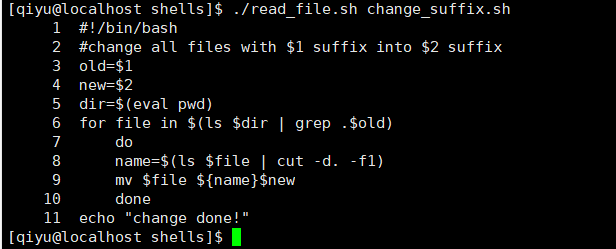 [qiyu@localhost shells]$ ./read_file.sh change_suffix.sh
     1	#!/bin/bash
     2	#change all files with $1 suffix into $2 suffix
     3	old=$1
     4	new=$2
     5	dir=$(eval pwd)
     6	for file in $(ls $dir | grep .$old)
     7	    do
     8	    name=$(ls $file | cut -d. -f1)
     9	    mv $file ${name}$new
    10	    done
    11	echo "change done!"
[qiyu@localhost shells]$